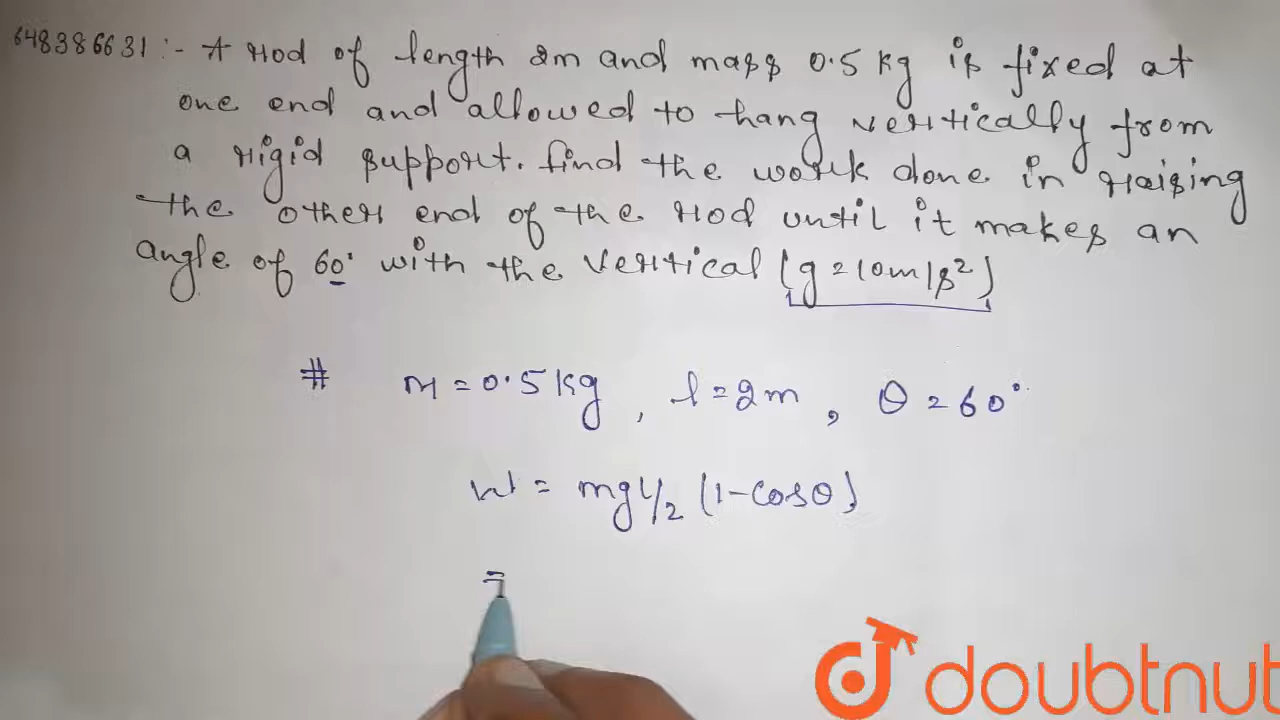 648386631:- A rod of length 2m and mass 0.5 kg is fixed at
one end and allowed to hang vertically from
a rigid support. find the work done in raising
the other end of the rod until it makes an
angle of 60° with the vertical (g=10m/s²)
# m=0.5kg, l=2m, θ=60°
W = mgl/2 (1-cosθ)
=
doubtnut